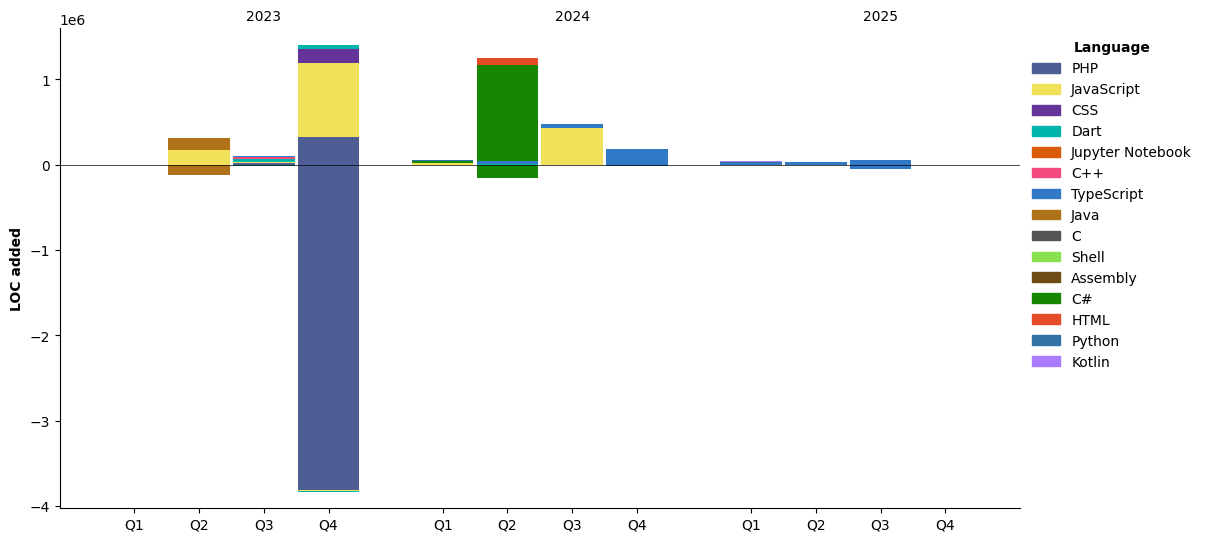 2023 2024 2025
1e6
1
0
−1
−2
−3
−4
LOC added
Q1 Q2 Q3 Q4 Q1 Q2 Q3 Q4 Q1 Q2 Q3 Q4
Language
PHP
JavaScript
CSS
Dart
Jupyter Notebook
C++
TypeScript
Java
C
Shell
Assembly
C#
HTML
Python
Kotlin